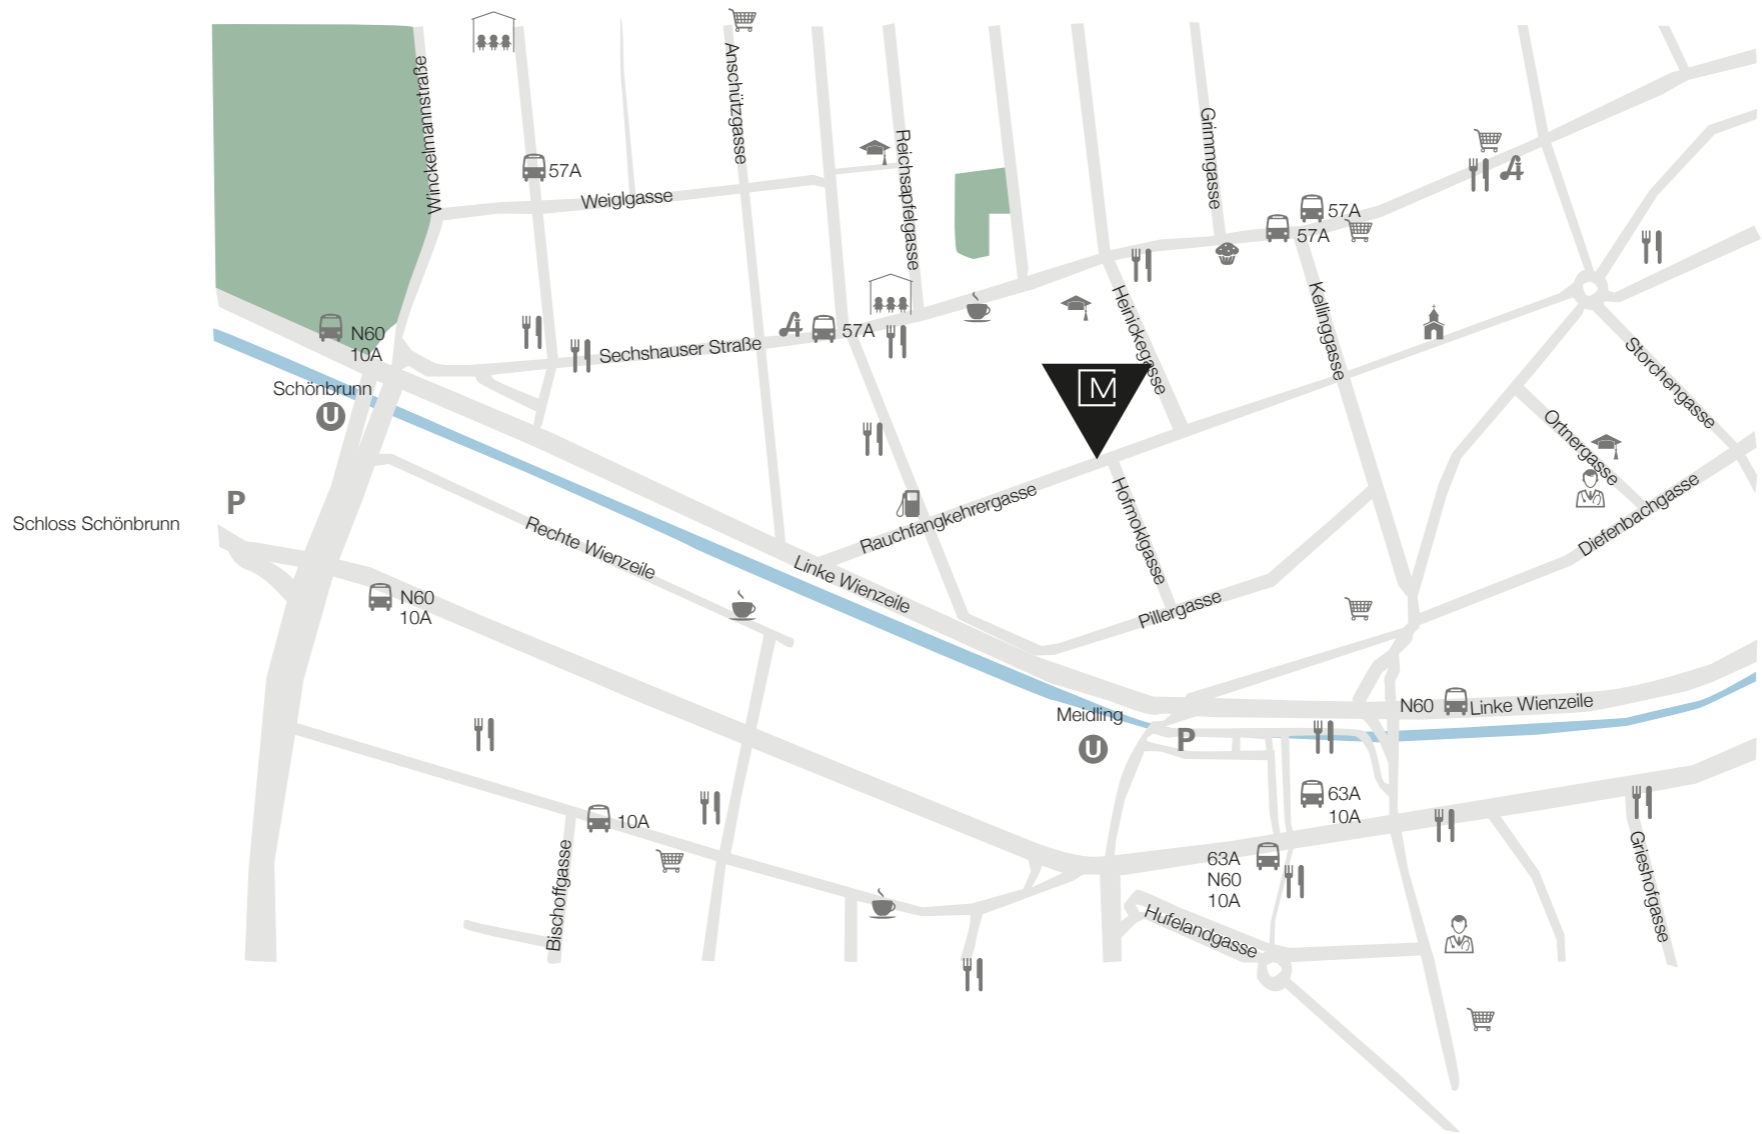 Winckelmannstraße
Anschützgasse
Reichsapfelgasse
Grimmgasse
57A
Weiglgasse
57A
57A
Kellinggasse
Heinickegasse
N60
10A
57A
Sechshauser Straße
Schönbrunn
U
M
Storchengasse
Ortnergasse
P
Schloss Schönbrunn
Rauchfangkehrergasse
Hofmoklgasse
Diefenbachgasse
Rechte Wienzeile
Linke Wienzeile
N60
10A
Pillergasse
N60
Linke Wienzeile
Meidling
U
P
63A
10A
10A
63A
N60
10A
Bischoffgasse
Hufelandgasse
Grieshofgasse